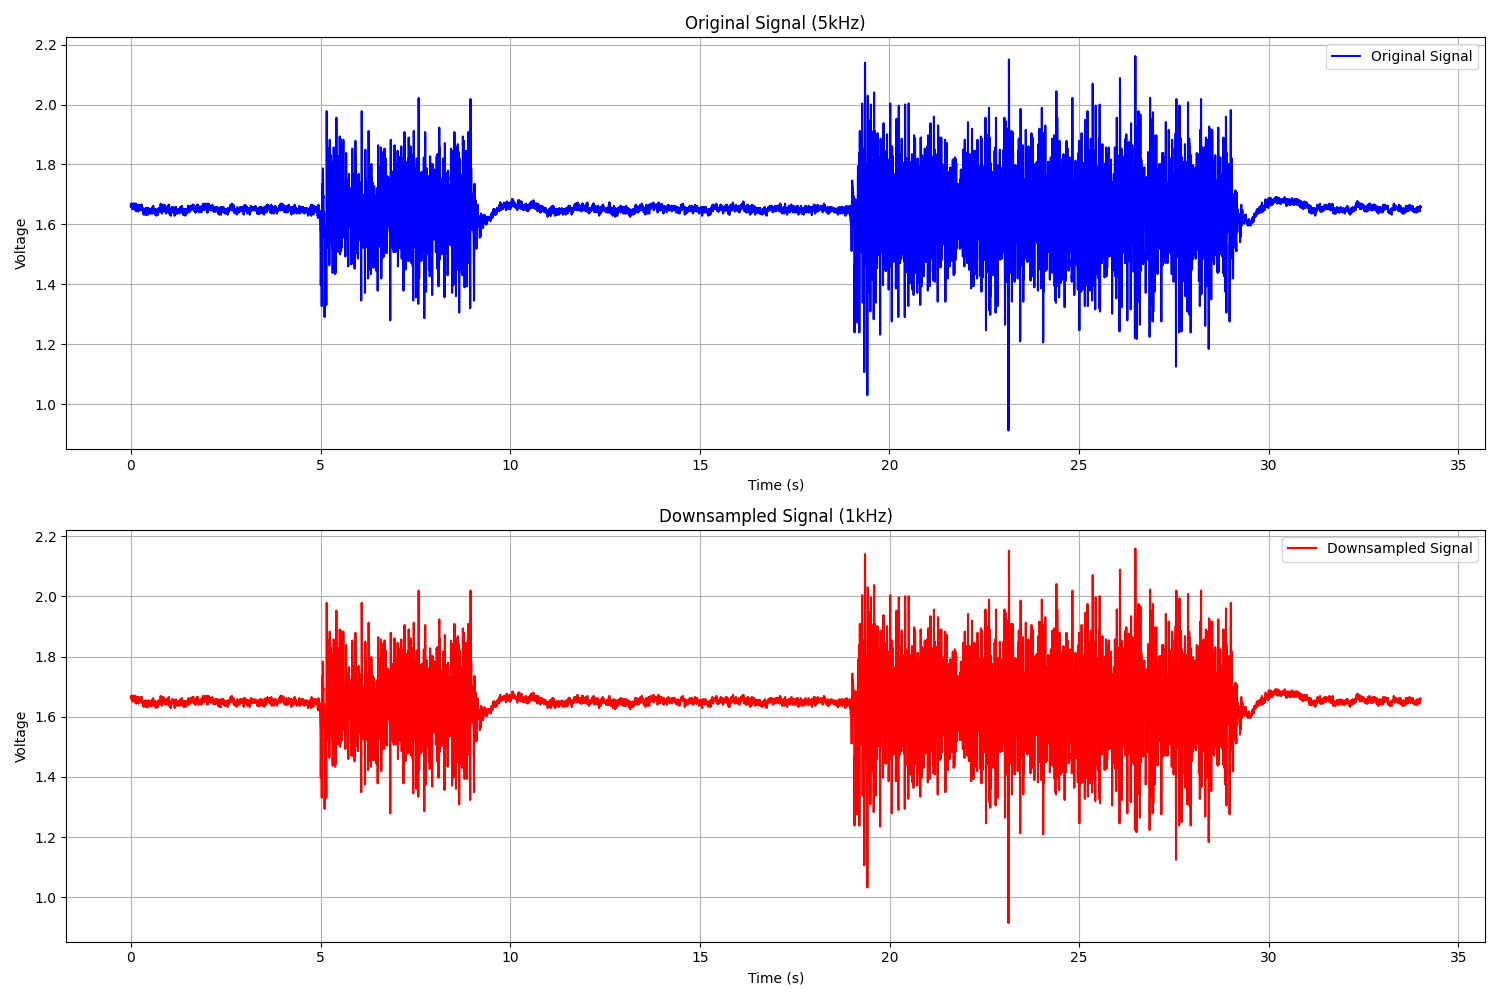 Original Signal (5kHz)
Original Signal
2.2
2.0
1.8
1.6
1.4
1.2
1.0
Voltage
0 5 10 15 20 25 30 35
Time (s)
Downsampled Signal (1kHz)
Downsampled Signal
2.2
2.0
1.8
1.6
1.4
1.2
1.0
Voltage
0 5 10 15 20 25 30 35
Time (s)